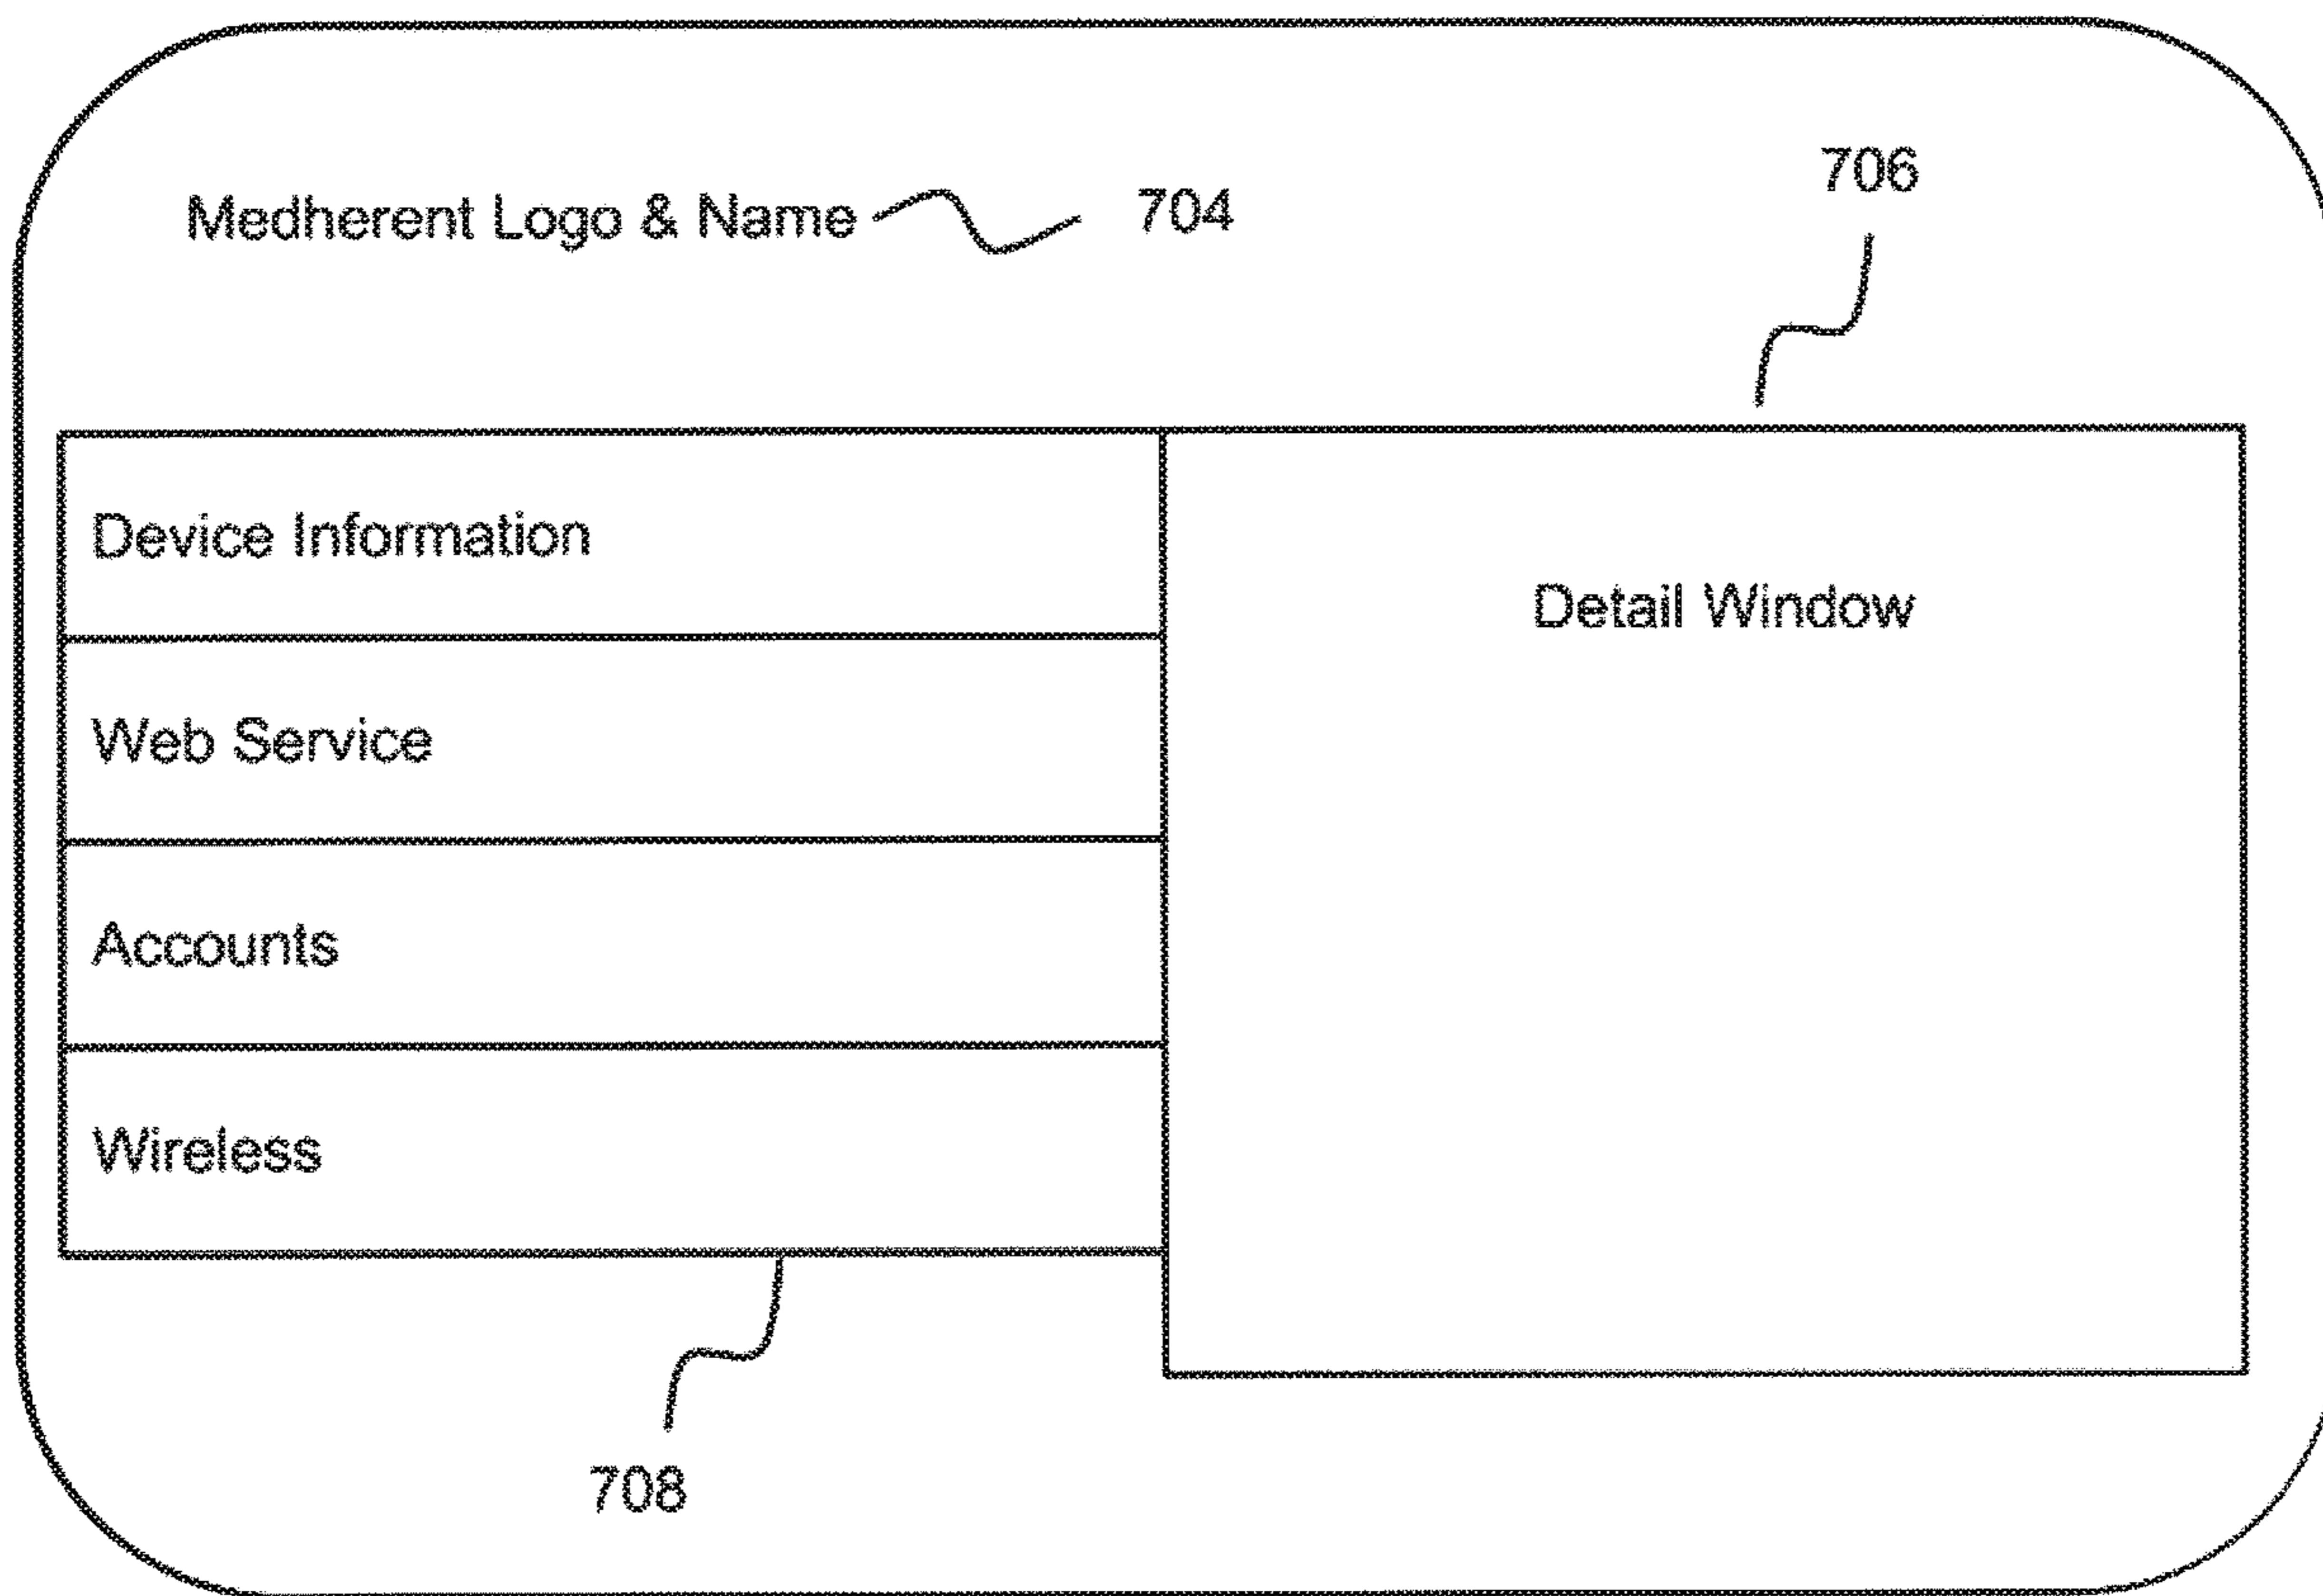 706
Medherent Logo & Name 704
Device Information
Detail Window
Web Service
Accounts
Wireless
708